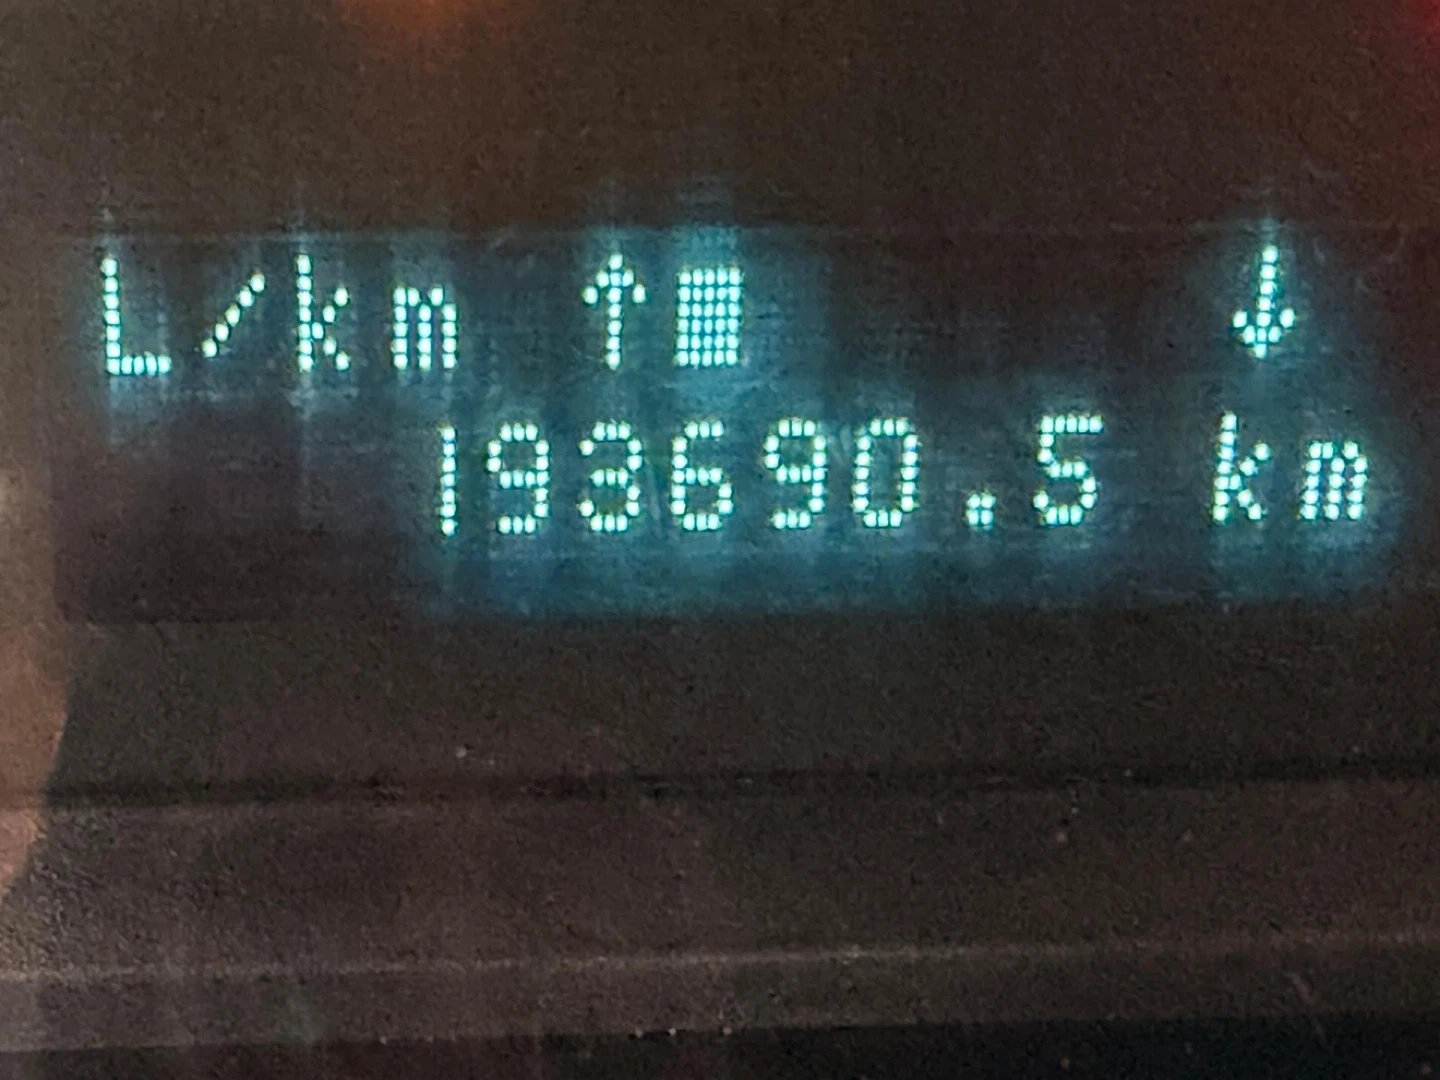 L/km ↑■ ↓
193690.5 km